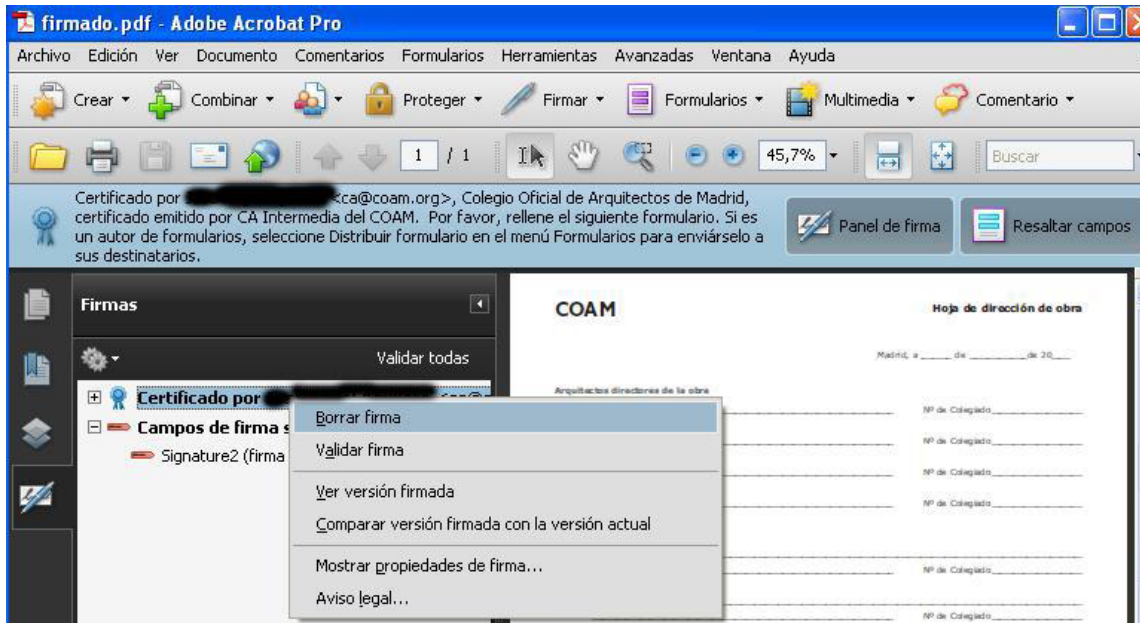 firmado.pdf - Adobe Acrobat Pro
Archivo Edición Ver Documento Comentarios Formularios Herramientas Avanzadas Ventana Ayuda
Crear Combinar Proteger Firmar Formularios Multimedia Comentario
1 / 1 45,7% Buscar
Certificado por <ca@coam.org>, Colegio Oficial de Arquitectos de Madrid,
certificado emitido por CA Intermedia del COAM. Por favor, rellene el siguiente formulario. Si es
un autor de formularios, seleccione Distribuir formulario en el menú Formularios para enviárselo a
sus destinatarios.
Panel de firma
Resaltar campos
Firmas
Validar todas
Certificado por
Campos de firma s
Signature2 (firma
Borrar firma
Validar firma
Ver versión firmada
Comparar versión firmada con la versión actual
Mostrar propiedades de firma...
Aviso legal...
COAM
Hoja de dirección de obra
Madrid, a ______ de __________ de 20____
Arquitectos directores de la obra
Nº de Colegiado
Nº de Colegiado
Nº de Colegiado
Nº de Colegiado
Nº de Colegiado
Nº de Colegiado